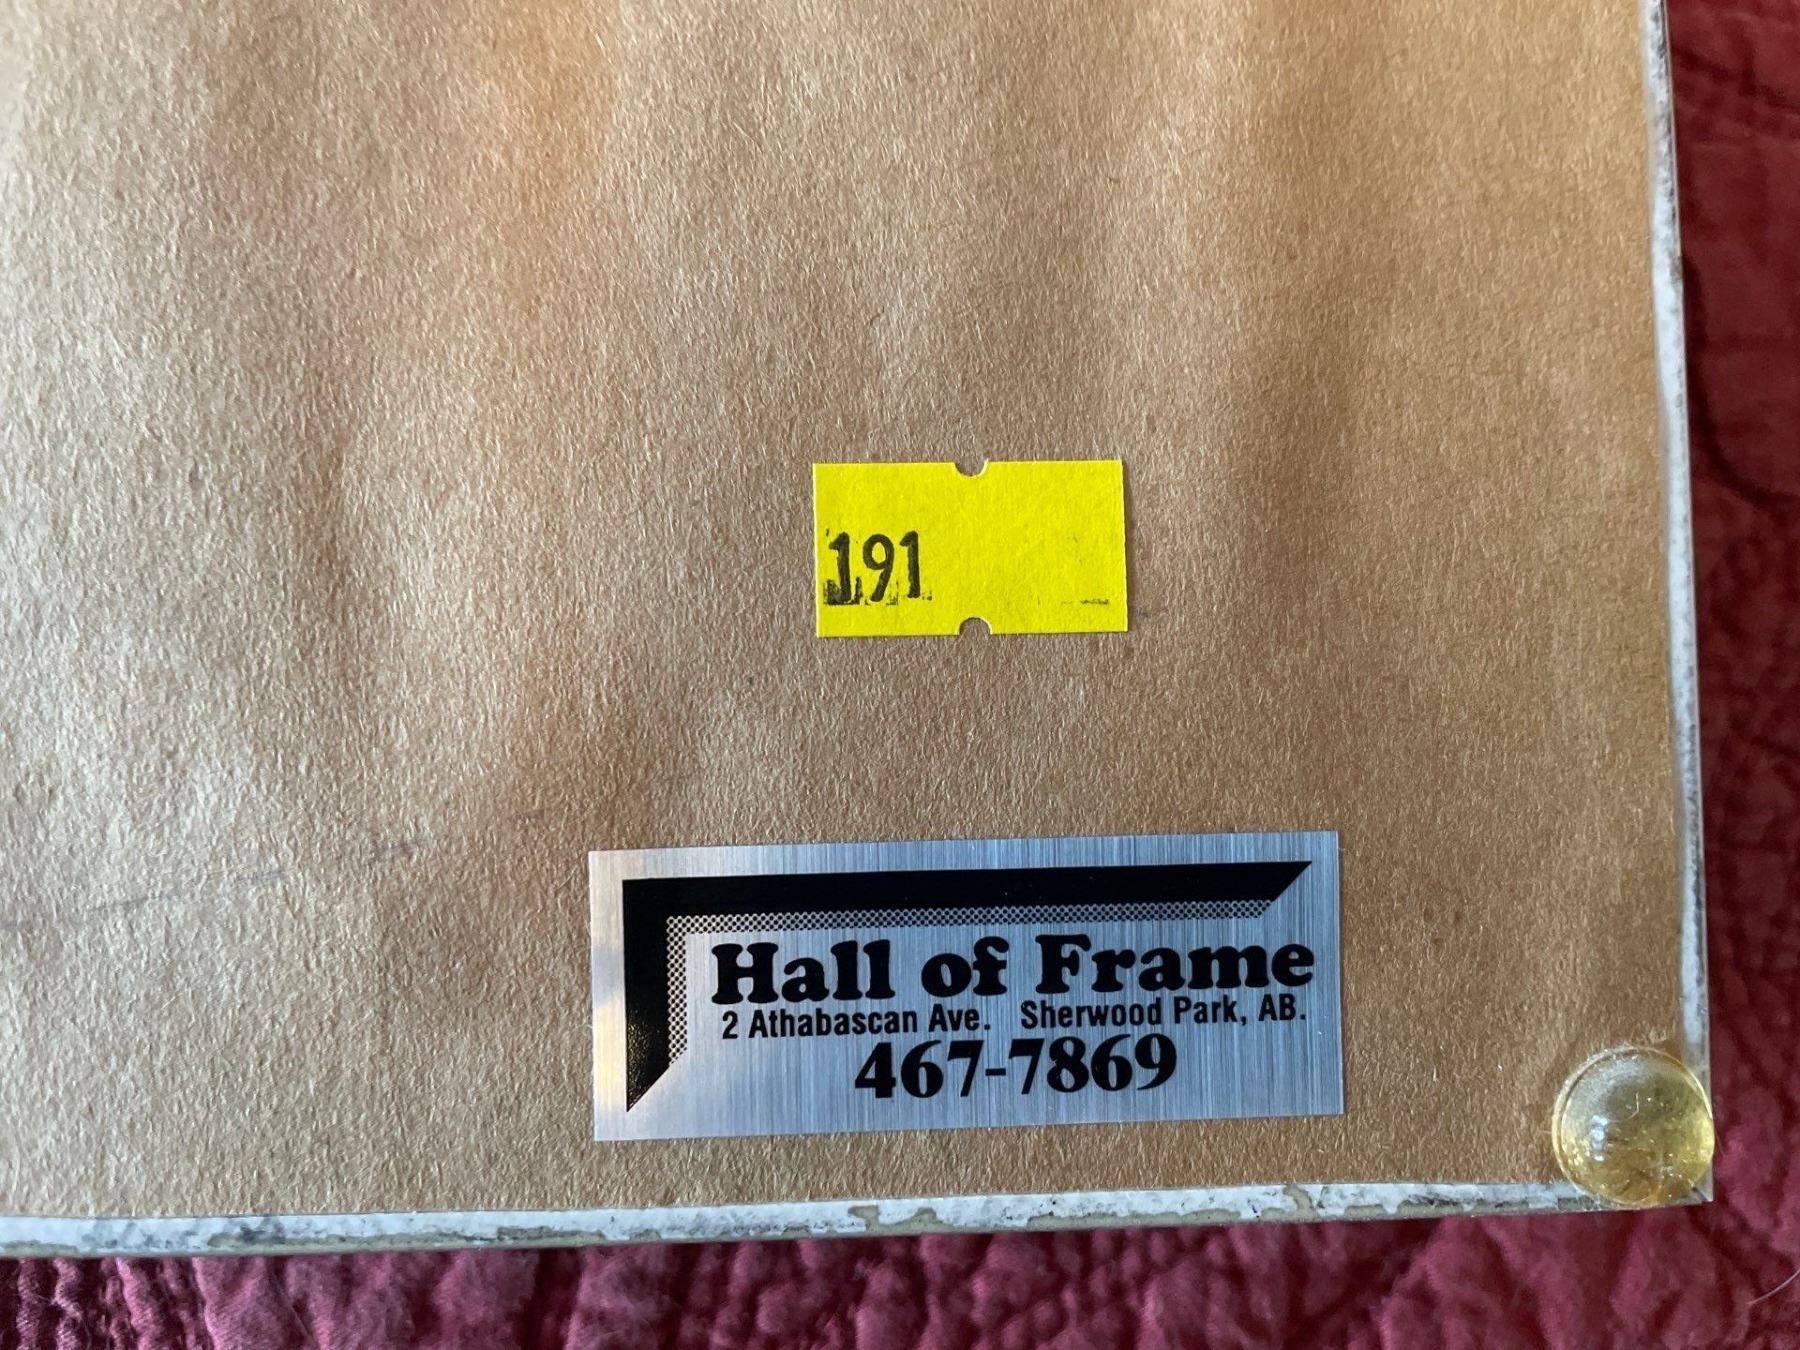 191
Hall of Frame
2 Athabascan Ave. Sherwood Park, AB.
467-7869